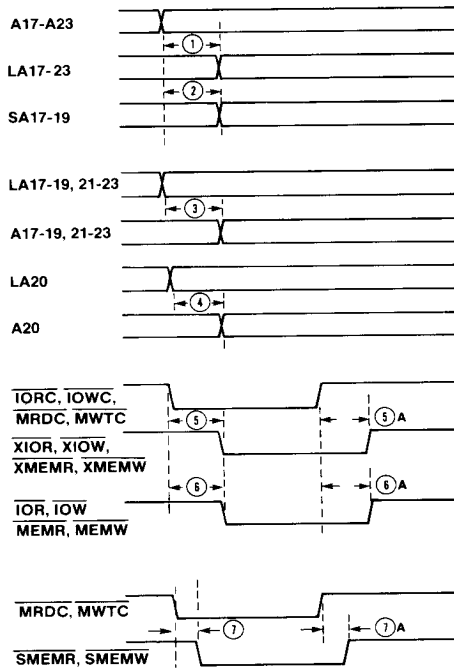 A17-A23
①
LA17-23
②
SA17-19
LA17-19, 21-23
③
A17-19, 21-23
LA20
④
A20
IORC, IOWC,
MRDC, MWTC
⑤
⑤A
XIOR, XIOW,
XMEMR, XMEMW
⑥
⑥A
IOR, IOW
MEMR, MEMW
MRDC, MWTC
⑦
⑦A
SMEMR, SMEMW